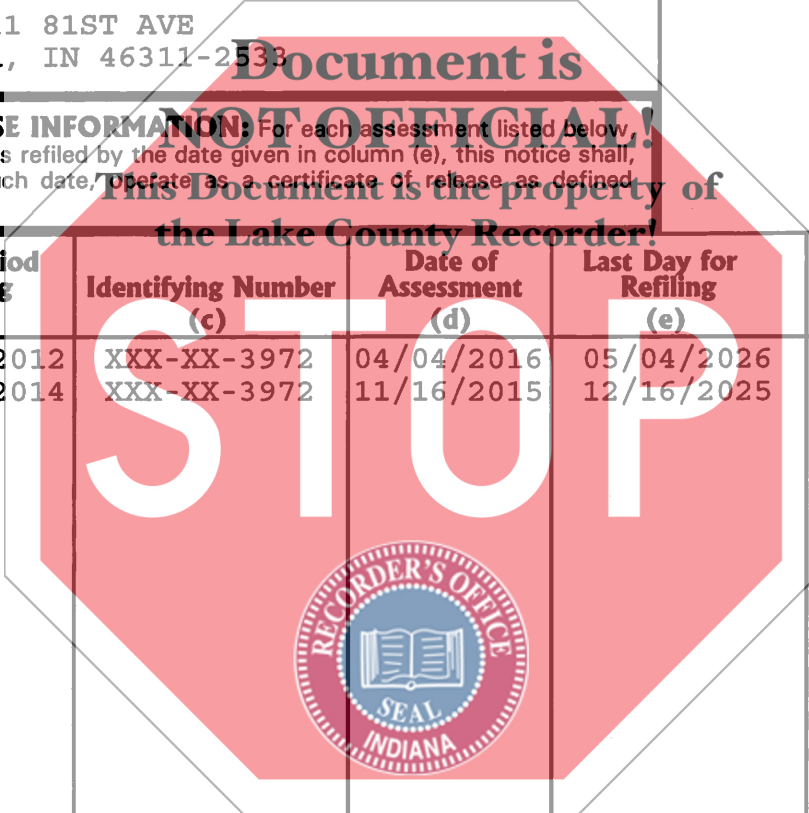 11 81ST AVE
, IN 46311-2533
Document is
NOT OFFICIAL!
This Document is the property of
the Lake County Recorder!
SE INFORMATION: For each assessment listed below,
s refiled by the date given in column (e), this notice shall,
ch date, operate as a certificate of release as defined
iod
g
Identifying Number
(c)
Date of
Assessment
(d)
Last Day for
Refiling
(e)
2012 XXX-XX-3972 04/04/2016 05/04/2026
2014 XXX-XX-3972 11/16/2015 12/16/2025
STOP
RECORDER'S OFFICE
SEAL
INDIANA